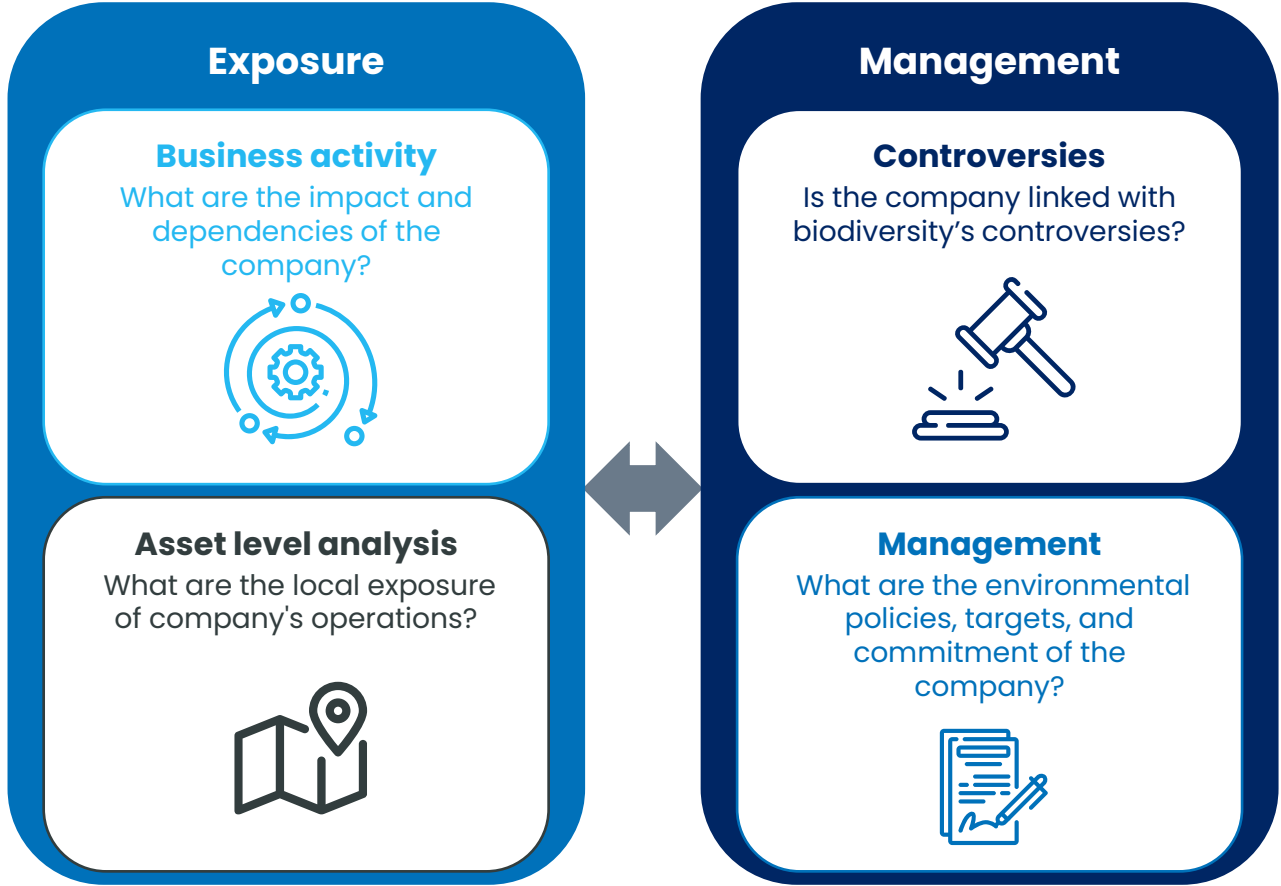 Exposure
Business activity
What are the impact and
dependencies of the
company?
Asset level analysis
What are the local exposure
of company's operations?
Management
Controversies
Is the company linked with
biodiversity’s controversies?
Management
What are the environmental
policies, targets, and
commitment of the
company?